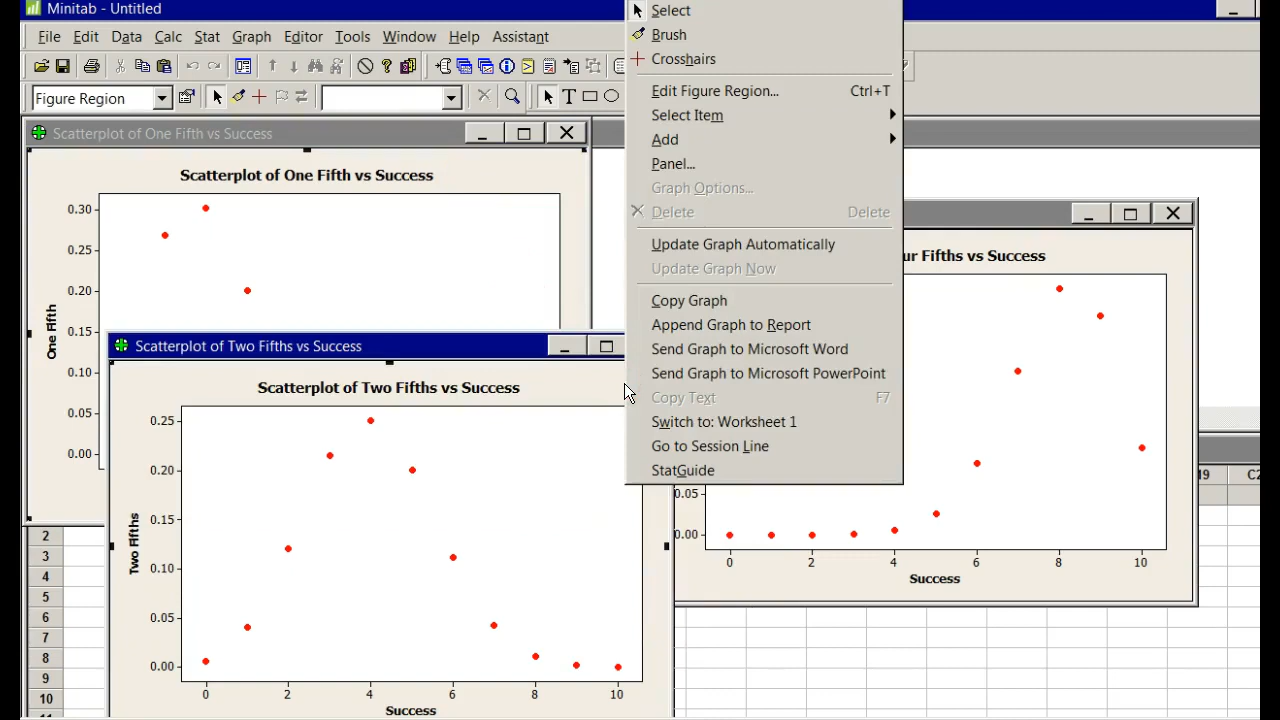 Minitab - Untitled
File Edit Data Calc Stat Graph Editor Tools Window Help Assistant
Figure Region
Scatterplot of One Fifth vs Success
Scatterplot of One Fifth vs Success
0.30
0.25
0.20
0.15
0.10
0.05
0.00
One Fifth
Scatterplot of Two Fifths vs Success
Scatterplot of Two Fifths vs Success
0.25
0.20
0.15
0.10
0.05
0.00
Two Fifths
0 2 4 6 8 10
Success
Select
Brush
Crosshairs
Edit Figure Region... Ctrl+T
Select Item
Add
Panel...
Graph Options...
Delete Delete
Update Graph Automatically
Update Graph Now
Copy Graph
Append Graph to Report
Send Graph to Microsoft Word
Send Graph to Microsoft PowerPoint
Copy Text F7
Switch to: Worksheet 1
Go to Session Line
StatGuide
ur Fifths vs Success
0.05
0.00
0 2 4 6 8 10
Success
2
3
4
5
6
7
8
9
10